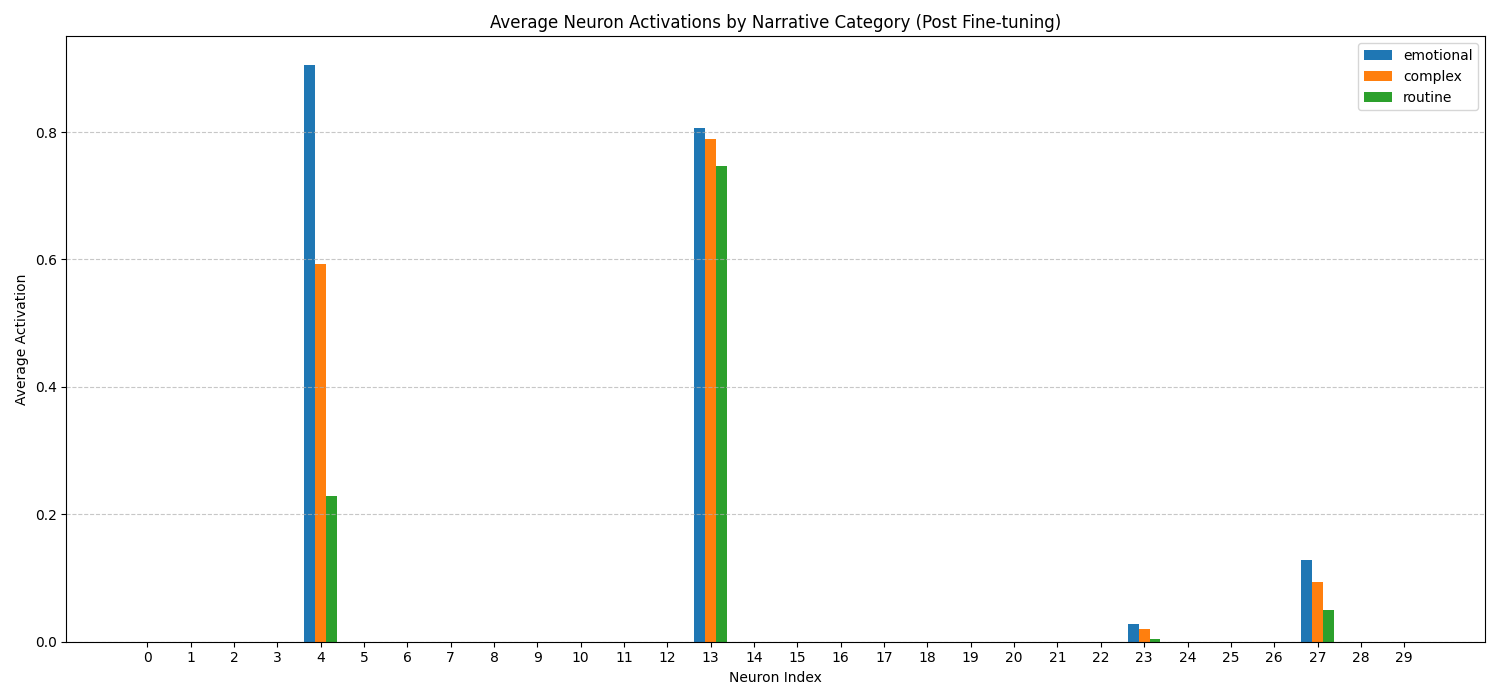 Average Neuron Activations by Narrative Category (Post Fine-tuning)
emotional
complex
routine
Average Activation
0.8
0.6
0.4
0.2
0.0
0 1 2 3 4 5 6 7 8 9 10 11 12 13 14 15 16 17 18 19 20 21 22 23 24 25 26 27 28 29
Neuron Index